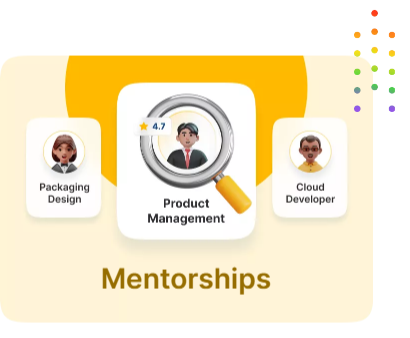 4.7
Packaging
Design
Product
Management
Cloud
Developer
Mentorships